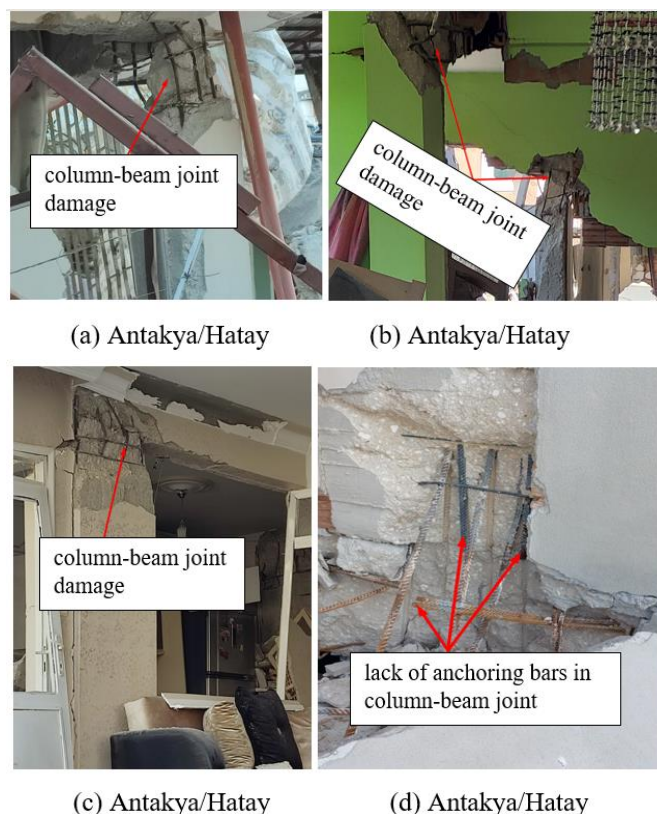 column-beam joint
damage
column-beam joint
damage
(a) Antakya/Hatay
(b) Antakya/Hatay
column-beam joint
damage
lack of anchoring bars in
column-beam joint
(c) Antakya/Hatay
(d) Antakya/Hatay